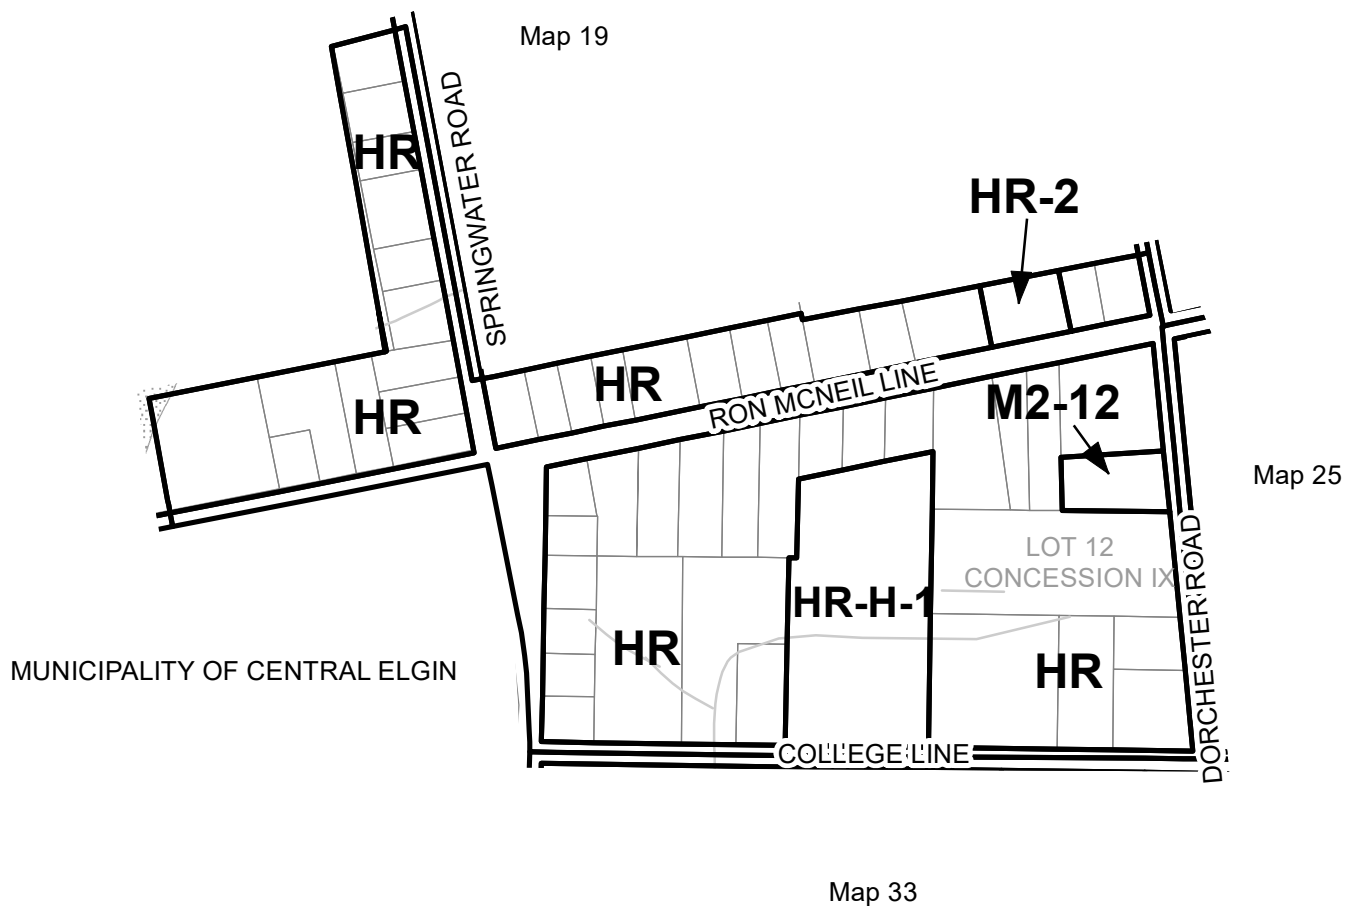 Map 19
SPRINGWATER ROAD
HR
HR-2
HR
HR
RON MCNEIL LINE
M2-12
Map 25
LOT 12
CONCESSION IX
HR-H-1
HR
HR
DORCHESTER ROAD
MUNICIPALITY OF CENTRAL ELGIN
COLLEGE LINE
Map 33